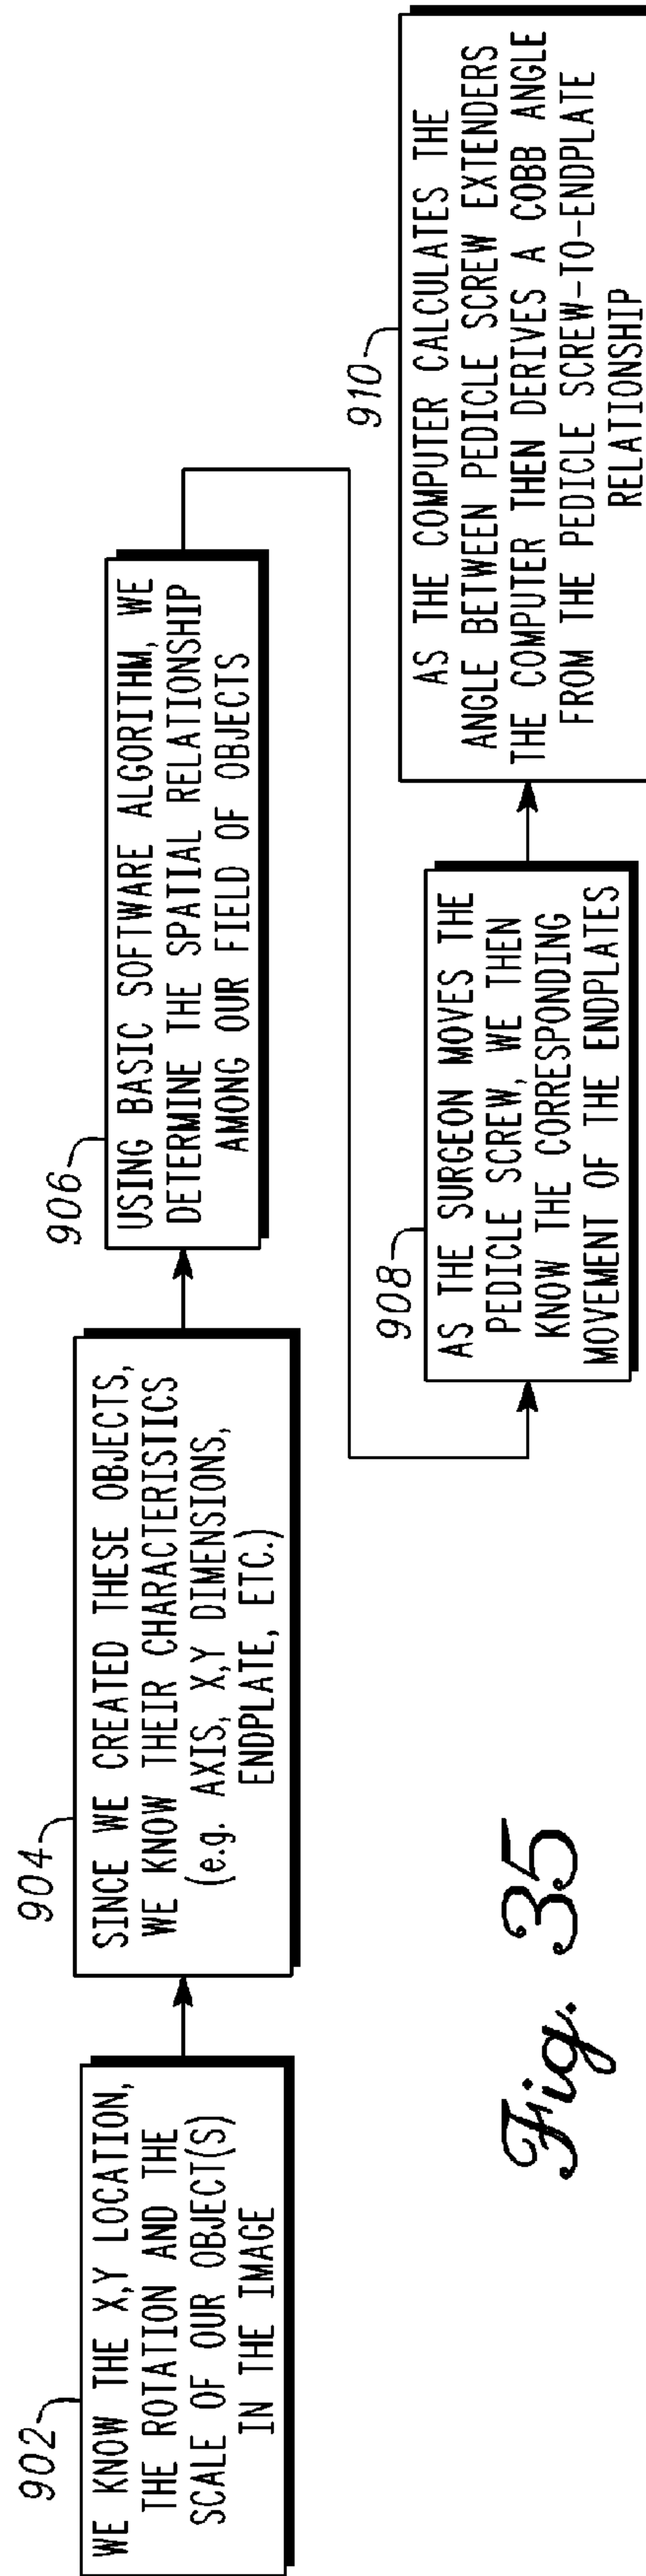 902
WE KNOW THE X,Y LOCATION,
THE ROTATION AND THE
SCALE OF OUR OBJECT(S)
IN THE IMAGE
904
SINCE WE CREATED THESE OBJECTS,
WE KNOW THEIR CHARACTERISTICS
(e.g. AXIS, X,Y DIMENSIONS,
ENDPLATE, ETC.)
906
USING BASIC SOFTWARE ALGORITHM, WE
DETERMINE THE SPATIAL RELATIONSHIP
AMONG OUR FIELD OF OBJECTS
908
AS THE SURGEON MOVES THE
PEDICLE SCREW, WE THEN
KNOW THE CORRESPONDING
MOVEMENT OF THE ENDPLATES
910
AS THE COMPUTER CALCULATES THE
ANGLE BETWEEN PEDICLE SCREW EXTENDERS
THE COMPUTER THEN DERIVES A COBB ANGLE
FROM THE PEDICLE SCREW-TO-ENDPLATE
RELATIONSHIP
Fig. 35